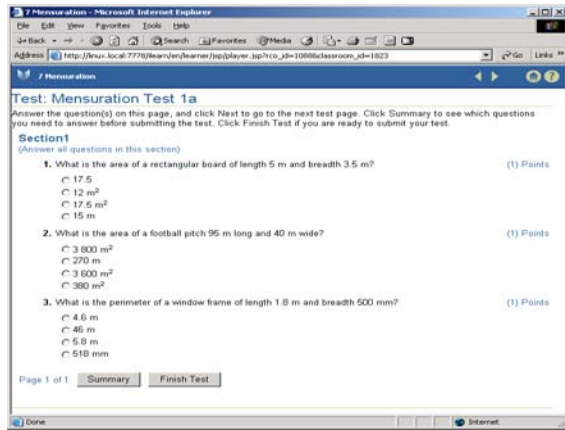 7 Mensuration - Microsoft Internet Explorer
File Edit View Favorites Tools Help
Back Search Favorites Media
Address http://linux.local:7778/ilearn/en/learner/jsp/player.jsp?rco_id=10886classroom_id=1823 Go Links »
7 Mensuration
Test: Mensuration Test 1a
Answer the question(s) on this page, and click Next to go to the next test page. Click Summary to see which questions
you need to answer before submitting the test. Click Finish Test if you are ready to submit your test.
Section1
(Answer all questions in this section)
1. What is the area of a rectangular board of length 5 m and breadth 3.5 m? (1) Points
17.5
12 m²
17.5 m²
15 m
2. What is the area of a football pitch 95 m long and 40 m wide? (1) Points
3 800 m²
270 m
3 600 m²
380 m²
3. What is the perimeter of a window frame of length 1.8 m and breadth 500 mm? (1) Points
4.6 m
46 m
5.8 m
518 mm
Page 1 of 1 Summary Finish Test
Done Internet